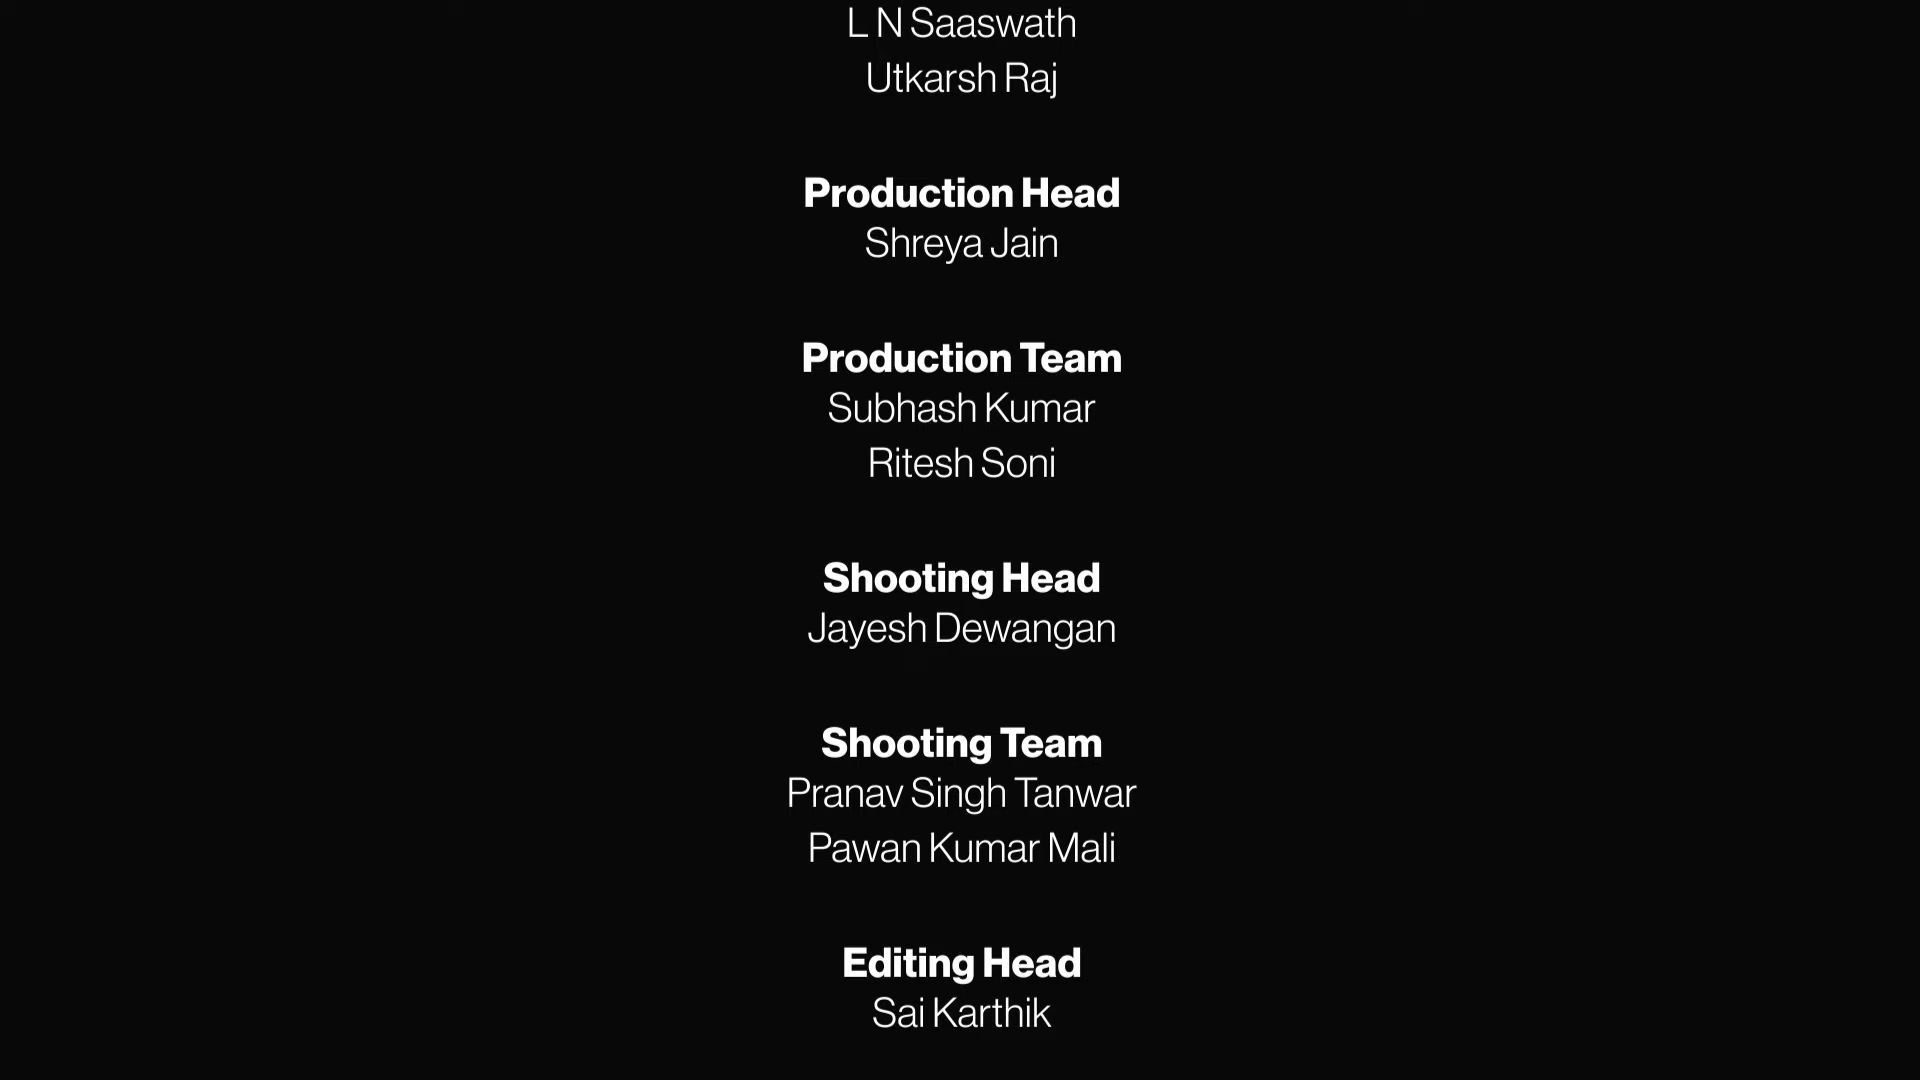 L N Saaswath
Utkarsh Raj
Production Head
Shreya Jain
Production Team
Subhash Kumar
Ritesh Soni
Shooting Head
Jayesh Dewangan
Shooting Team
Pranav Singh Tanwar
Pawan Kumar Mali
Editing Head
Sai Karthik